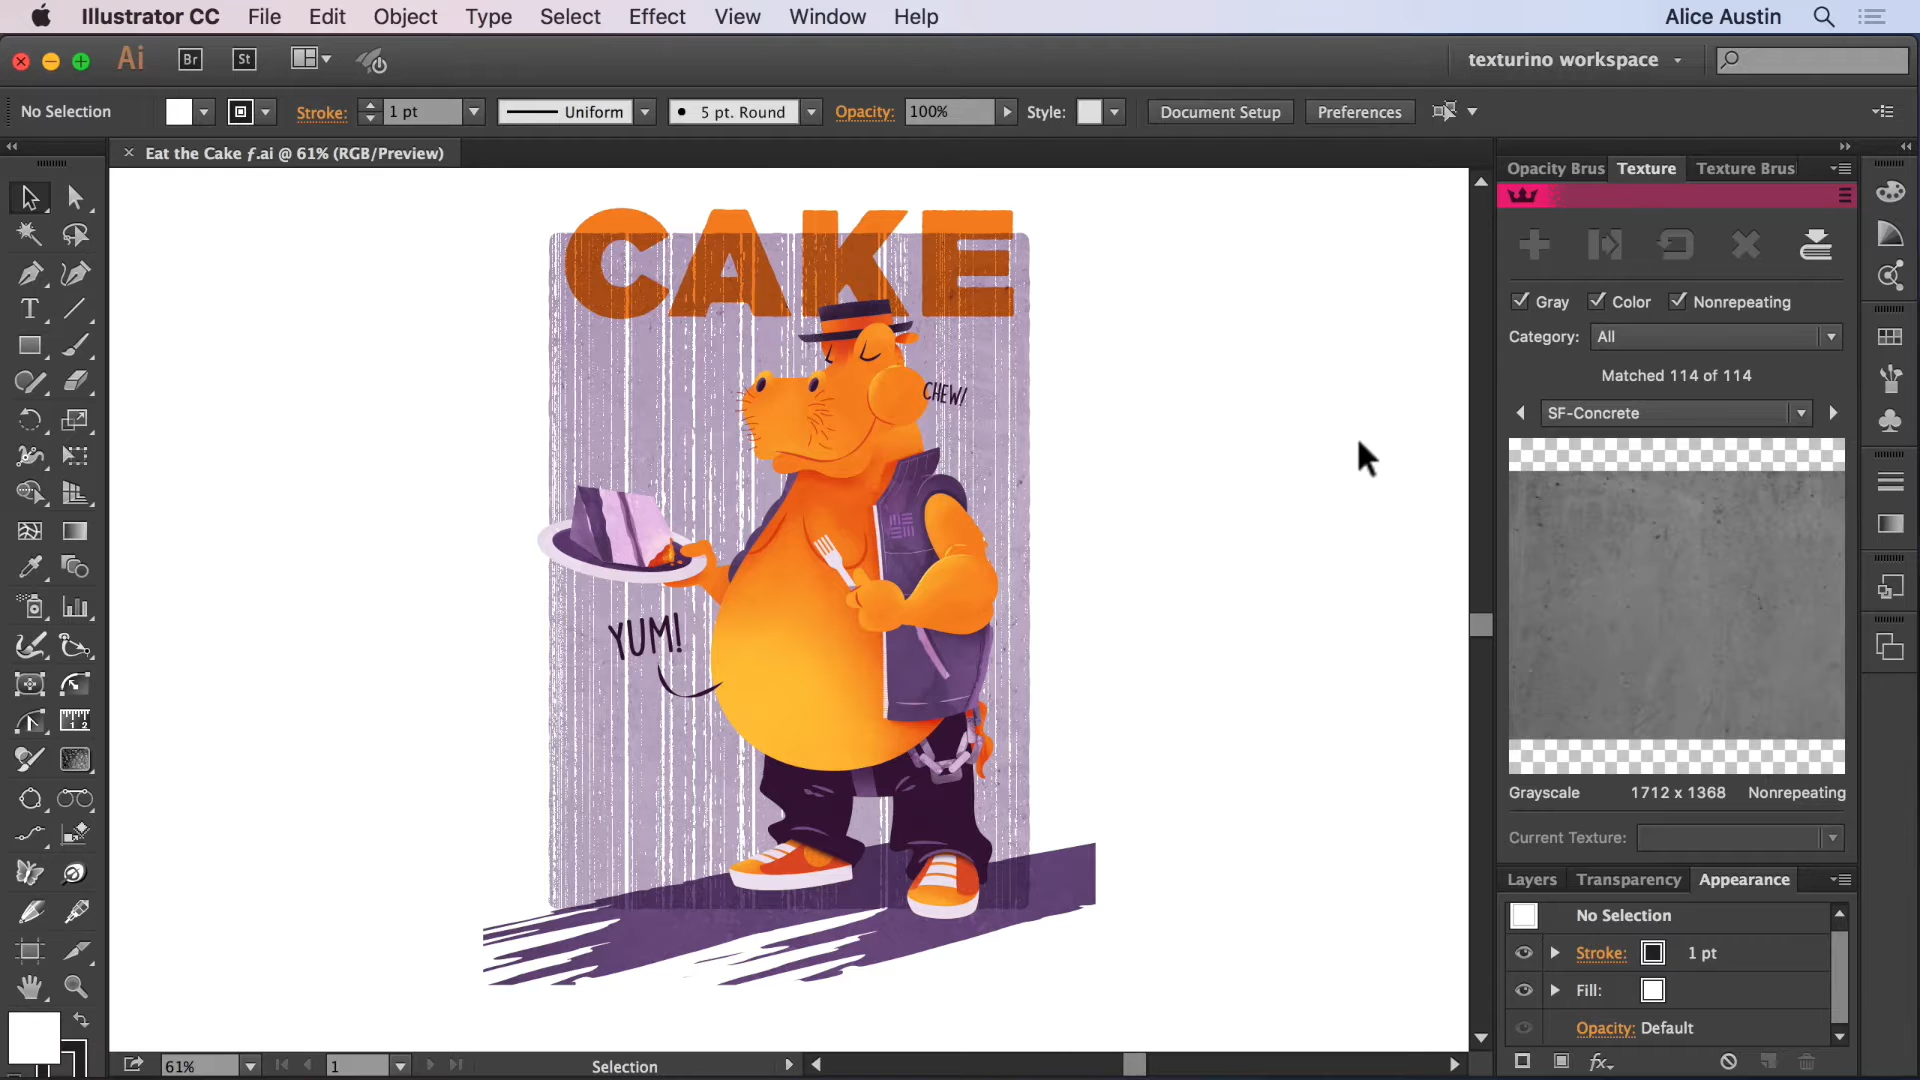 Illustrator CC File Edit Object Type Select Effect View Window Help Alice Austin
Ai Br St texturino workspace
No Selection Stroke: 1 pt Uniform 5 pt. Round Opacity: 100% Style: Document Setup Preferences
Eat the Cake ƒ.ai @ 61% (RGB/Preview)
Opacity Brus Texture Texture Brus
Gray Color Nonrepeating
Category: All
Matched 114 of 114
SF-Concrete
Grayscale 1712 x 1368 Nonrepeating
Current Texture:
Layers Transparency Appearance
No Selection
Stroke: 1 pt
Fill:
Opacity: Default
fx
CAKE
CHEW!
YUM!
61% 1 Selection